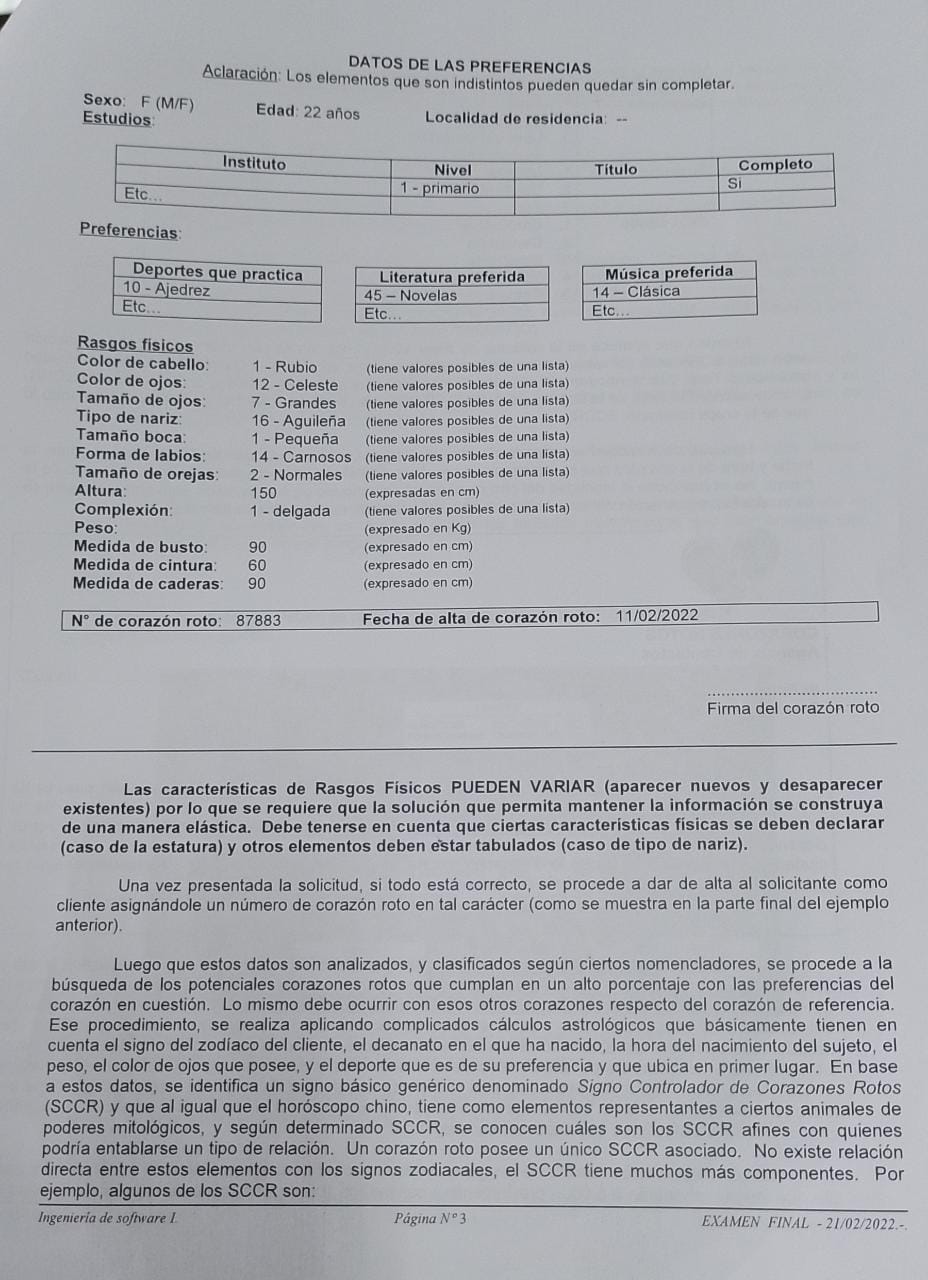 DATOS DE LAS PREFERENCIAS
Aclaración: Los elementos que son indistintos pueden quedar sin completar.
Sexo: F (M/F) Edad: 22 años Localidad de residencia: --
Estudios:
Instituto Nivel Título Completo
1 - primario Si
Etc...
Preferencias:
Deportes que practica Literatura preferida Música preferida
10 - Ajedrez 45 – Novelas 14 – Clásica
Etc... Etc... Etc...
Rasgos físicos
Color de cabello: 1 - Rubio (tiene valores posibles de una lista)
Color de ojos: 12 - Celeste (tiene valores posibles de una lista)
Tamaño de ojos: 7 - Grandes (tiene valores posibles de una lista)
Tipo de nariz: 16 - Aguileña (tiene valores posibles de una lista)
Tamaño boca: 1 - Pequeña (tiene valores posibles de una lista)
Forma de labios: 14 - Carnosos (tiene valores posibles de una lista)
Tamaño de orejas: 2 - Normales (tiene valores posibles de una lista)
Altura: 150 (expresadas en cm)
Complexión: 1 - delgada (tiene valores posibles de una lista)
Peso: (expresado en Kg)
Medida de busto: 90 (expresado en cm)
Medida de cintura: 60 (expresado en cm)
Medida de caderas: 90 (expresado en cm)
N° de corazón roto: 87883 Fecha de alta de corazón roto: 11/02/2022
Firma del corazón roto
Las características de Rasgos Físicos PUEDEN VARIAR (aparecer nuevos y desaparecer
existentes) por lo que se requiere que la solución que permita mantener la información se construya
de una manera elástica. Debe tenerse en cuenta que ciertas características físicas se deben declarar
(caso de la estatura) y otros elementos deben estar tabulados (caso de tipo de nariz).
Una vez presentada la solicitud, si todo está correcto, se procede a dar de alta al solicitante como
cliente asignándole un número de corazón roto en tal carácter (como se muestra en la parte final del ejemplo
anterior).
Luego que estos datos son analizados, y clasificados según ciertos nomencladores, se procede a la
búsqueda de los potenciales corazones rotos que cumplan en un alto porcentaje con las preferencias del
corazón en cuestión. Lo mismo debe ocurrir con esos otros corazones respecto del corazón de referencia.
Ese procedimiento, se realiza aplicando complicados cálculos astrológicos que básicamente tienen en
cuenta el signo del zodíaco del cliente, el decanato en el que ha nacido, la hora del nacimiento del sujeto, el
peso, el color de ojos que posee, y el deporte que es de su preferencia y que ubica en primer lugar. En base
a estos datos, se identifica un signo básico genérico denominado Signo Controlador de Corazones Rotos
(SCCR) y que al igual que el horóscopo chino, tiene como elementos representantes a ciertos animales de
poderes mitológicos, y según determinado SCCR, se conocen cuáles son los SCCR afines con quienes
podría entablarse un tipo de relación. Un corazón roto posee un único SCCR asociado. No existe relación
directa entre estos elementos con los signos zodiacales, el SCCR tiene muchos más componentes. Por
ejemplo, algunos de los SCCR son:
Ingeniería de software I. Página N° 3 EXAMEN FINAL - 21/02/2022.-.